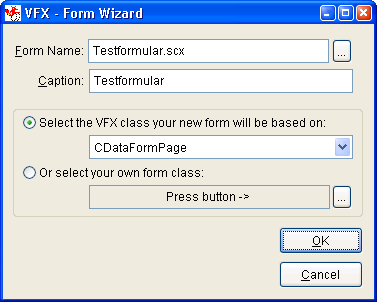 VFX - Form Wizard
Form Name: Testformular.scx ...
Caption: Testformular
Select the VFX class your new form will be based on:
CDataFormPage
Or select your own form class:
Press button -> ...
OK
Cancel